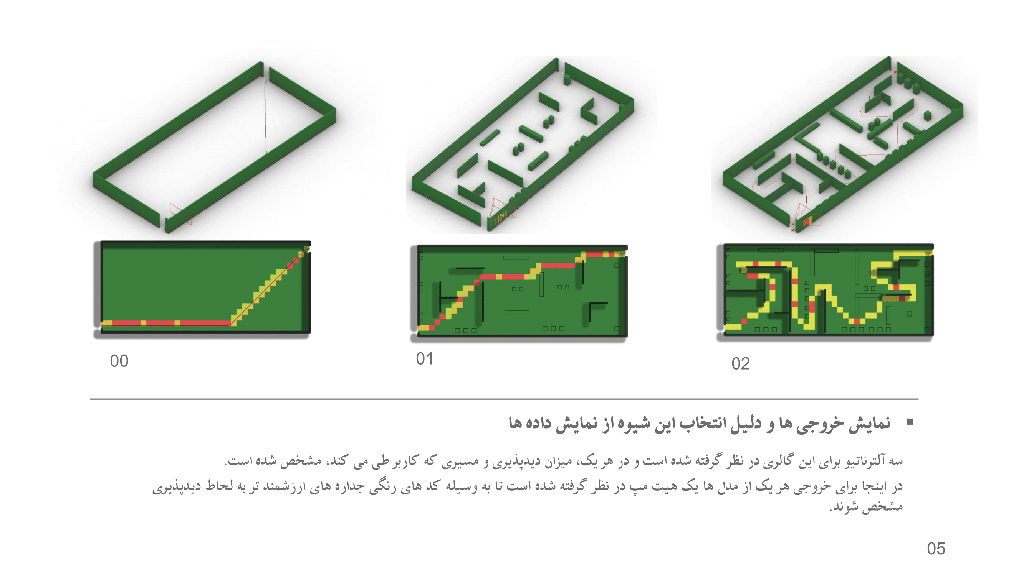 00
01
02
▪ نمایش خروجی ها و دلیل انتخاب این شیوه از نمایش داده ها
سه آلترناتیو برای این گالری در نظر گرفته شده است و در هر یک، میزان دیدپذیری و مسیری که کاربر طی می کند، مشخص شده است.
در اینجا برای خروجی هر یک از مدل ها یک هیت مپ در نظر گرفته شده است تا به وسیله کد های رنگی جداره های ارزشمند تر به لحاظ دیدپذیری
مشخص شوند.
05